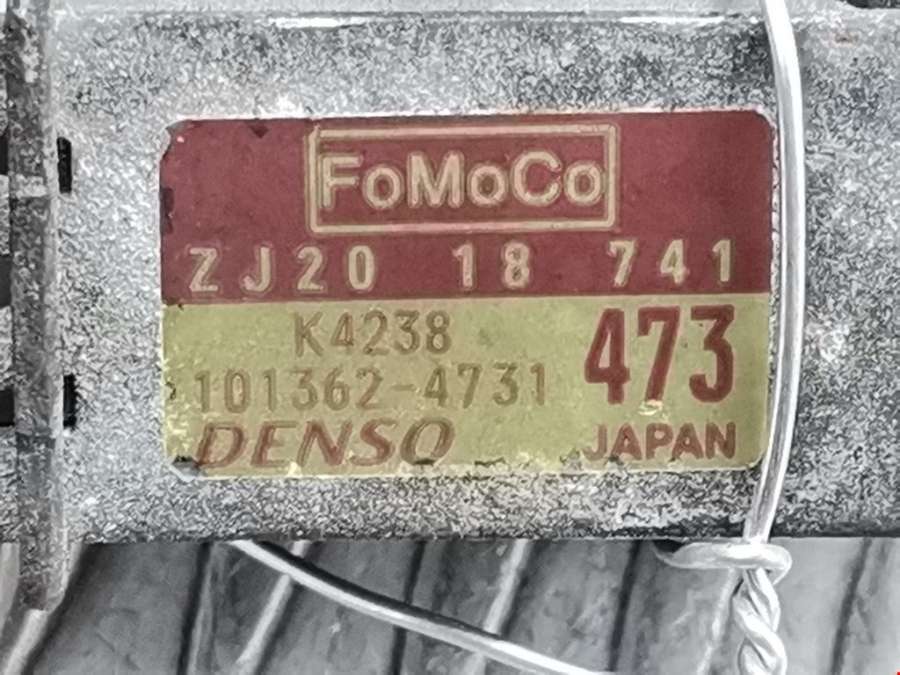 FoMoCo
ZJ20 18 741
K4238
473
101362-4731
DENSO
JAPAN